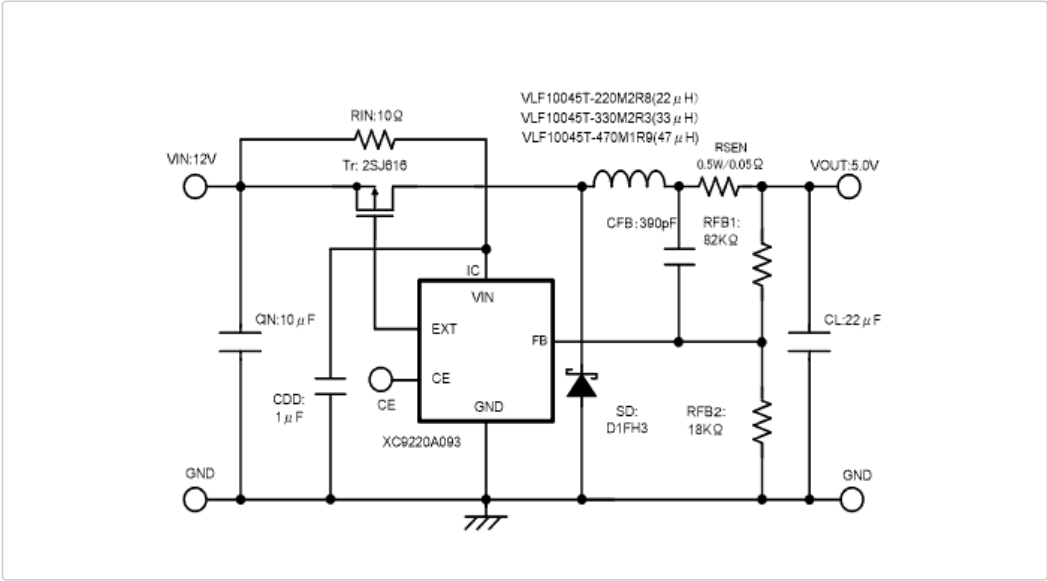 VLF10045T-220M2R8(22μH)
VLF10045T-330M2R3(33μH)
VLF10045T-470M1R9(47μH)
RIN:10Ω
Tr: 2SJ616
VIN:12V
RSEN
0.5W/0.05Ω
VOUT:5.0V
CFB:390pF
RFB1:
82KΩ
IC
VIN
EXT
FB
CE
GND
CIN:10μF
CL:22μF
CDD:
1μF
CE
XC9220A093
SD:
D1FH3
RFB2:
18KΩ
GND
GND